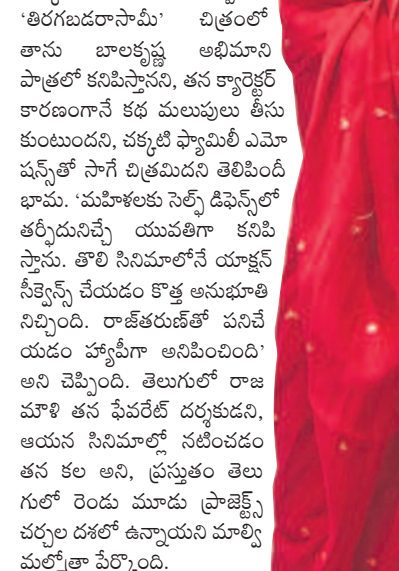 ‘తిరగబడరాసామీ’ చిత్రంలో
తాను బాలకృష్ణ అభిమాని
పాత్రలో కనిపిస్తానని, తన క్యారెక్టర్
కారణంగానే కథ మలుపులు తీసు
కుంటుందని, చక్కటి ఫ్యామిలీ ఎమో
షన్స్‌తో సాగే చిత్రమిదని తెలిపిందీ
భామ. ‘మహిళలకు సెల్ఫ్ డిఫెన్స్‌లో
తర్ఫీదునిచ్చే యువతిగా కనిపి
స్తాను. తొలి సినిమాలోనే యాక్షన్
సీక్వెన్స్ చేయడం కొత్త అనుభూతి
నిచ్చింది. రాజ్‌తరుణ్‌తో పనిచే
యడం హ్యాపీగా అనిపించింది’
అని చెప్పింది. తెలుగులో రాజ
మౌళి తన ఫేవరేట్ దర్శకుడని,
ఆయన సినిమాల్లో నటించడం
తన కల అని, ప్రస్తుతం తెలు
గులో రెండు మూడు ప్రాజెక్ట్స్
చర్చల దశలో ఉన్నాయని మాల్వి
మల్హోత్రా పేర్కొంది.